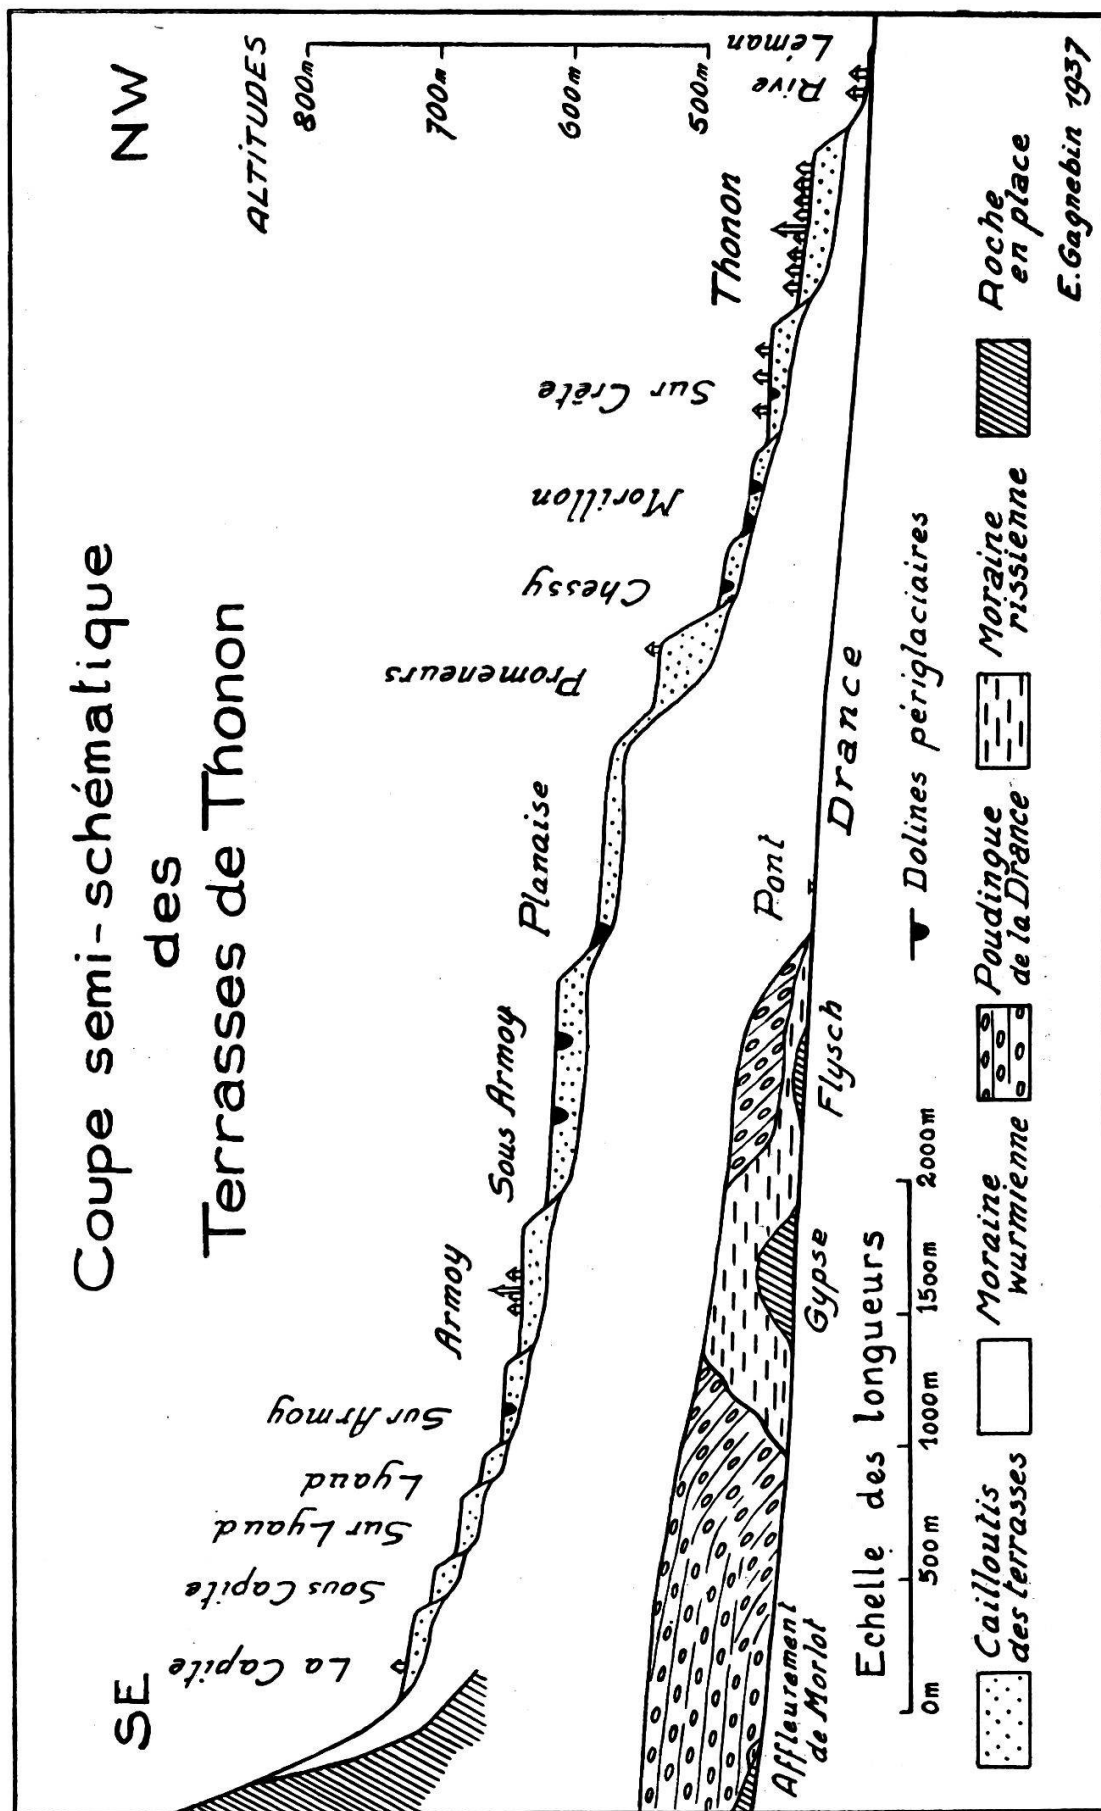 Coupe semi-schématique
des
Terrasses de Thonon
SE
NW
ALTITUDES
800m
700m
600m
500m
La Capite
Sous Capite
Sur Lyaud
Lyaud
Sur Armoy
Armoy
Sous Armoy
Planaise
Promeneurs
Chessy
Morillon
Sur Crête
Thonon
Rive
Léman
Affleurement
de Morlot
Gypse
Flysch
Pont
Drance
Echelle des longueurs
0m
500m
1000m
1500m
2000m
Dolines périglaciaires
Cailloutis
des terrasses
Moraine
wurmienne
Poudingue
de la Drance
Moraine
rissienne
Roche
en place
E. Gagnebin 1937